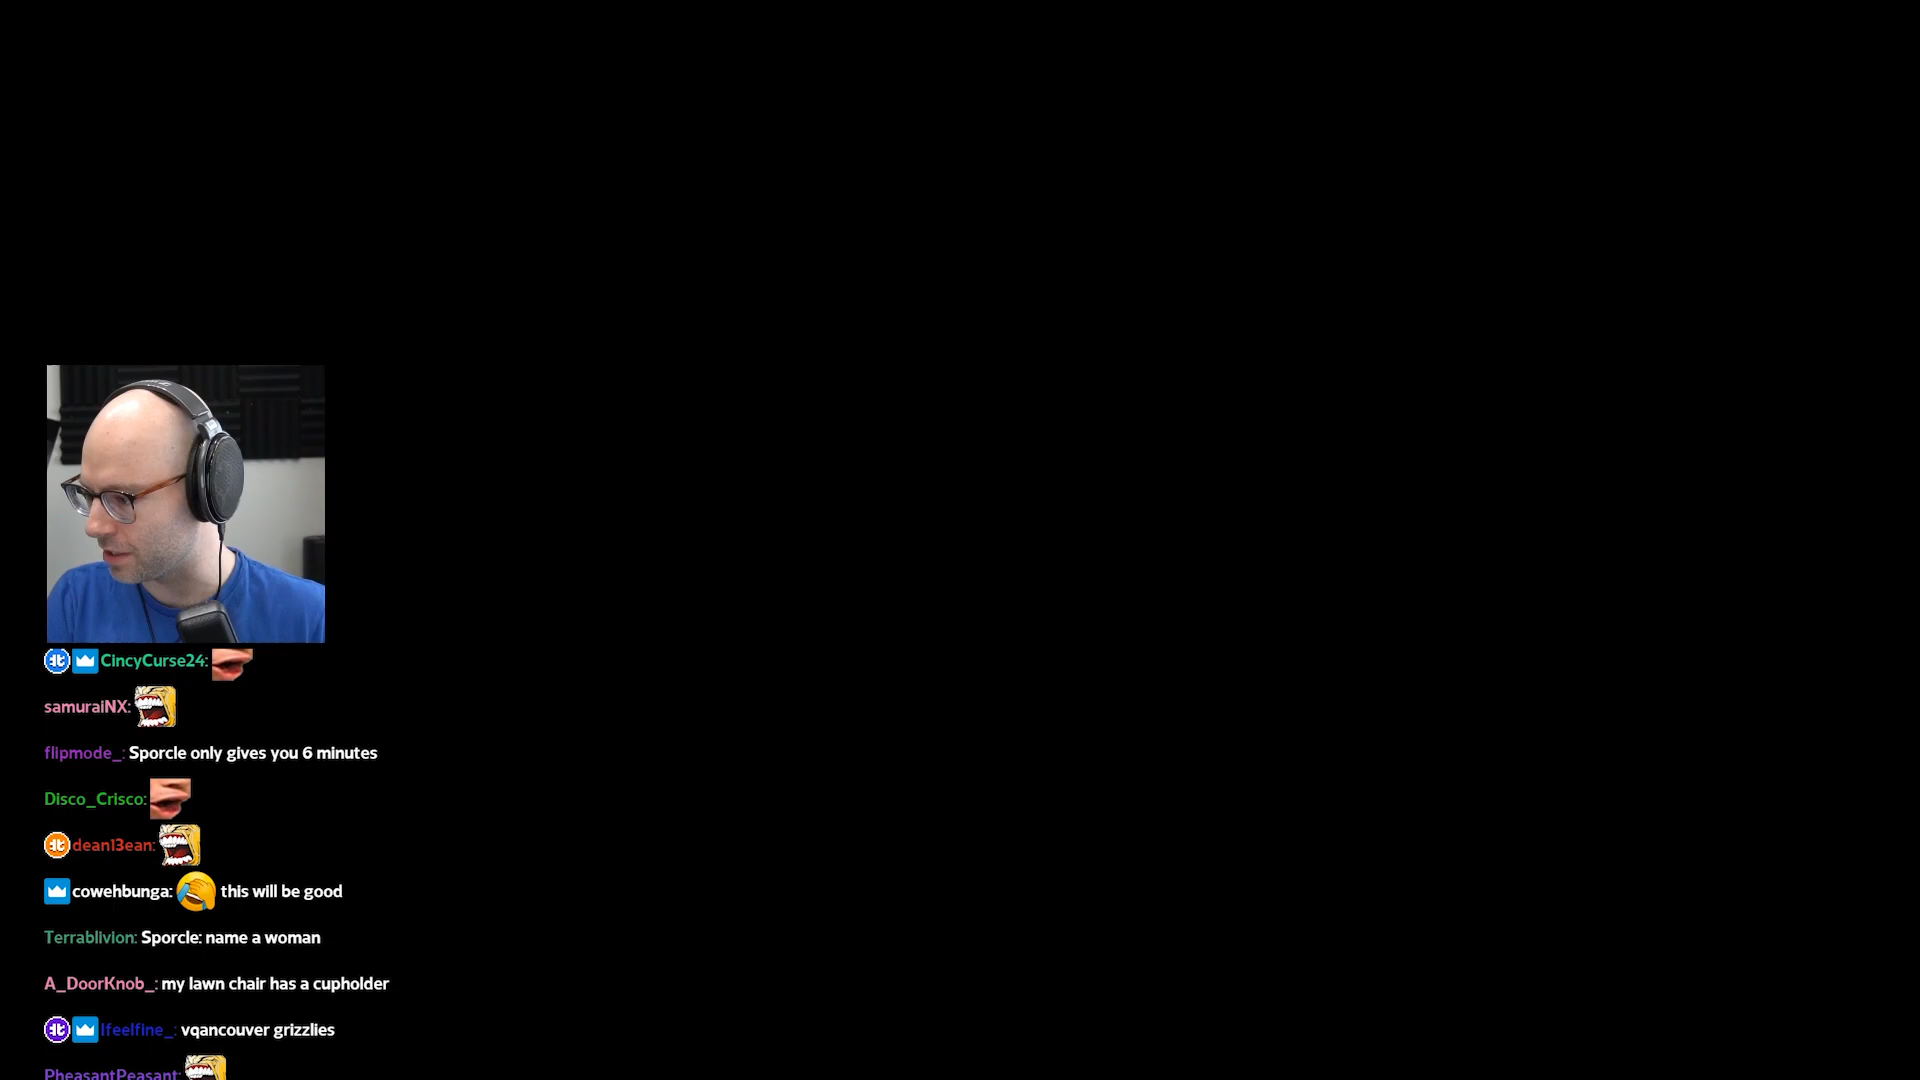 CincyCurse24:
samuraiNX:
flipmode_: Sporcle only gives you 6 minutes
Disco_Crisco:
dean13ean:
cowehbunga: this will be good
Terrablivion: Sporcle: name a woman
A_DoorKnob_: my lawn chair has a cupholder
Ifeelfine_: vqancouver grizzlies
PheasantPeasant: